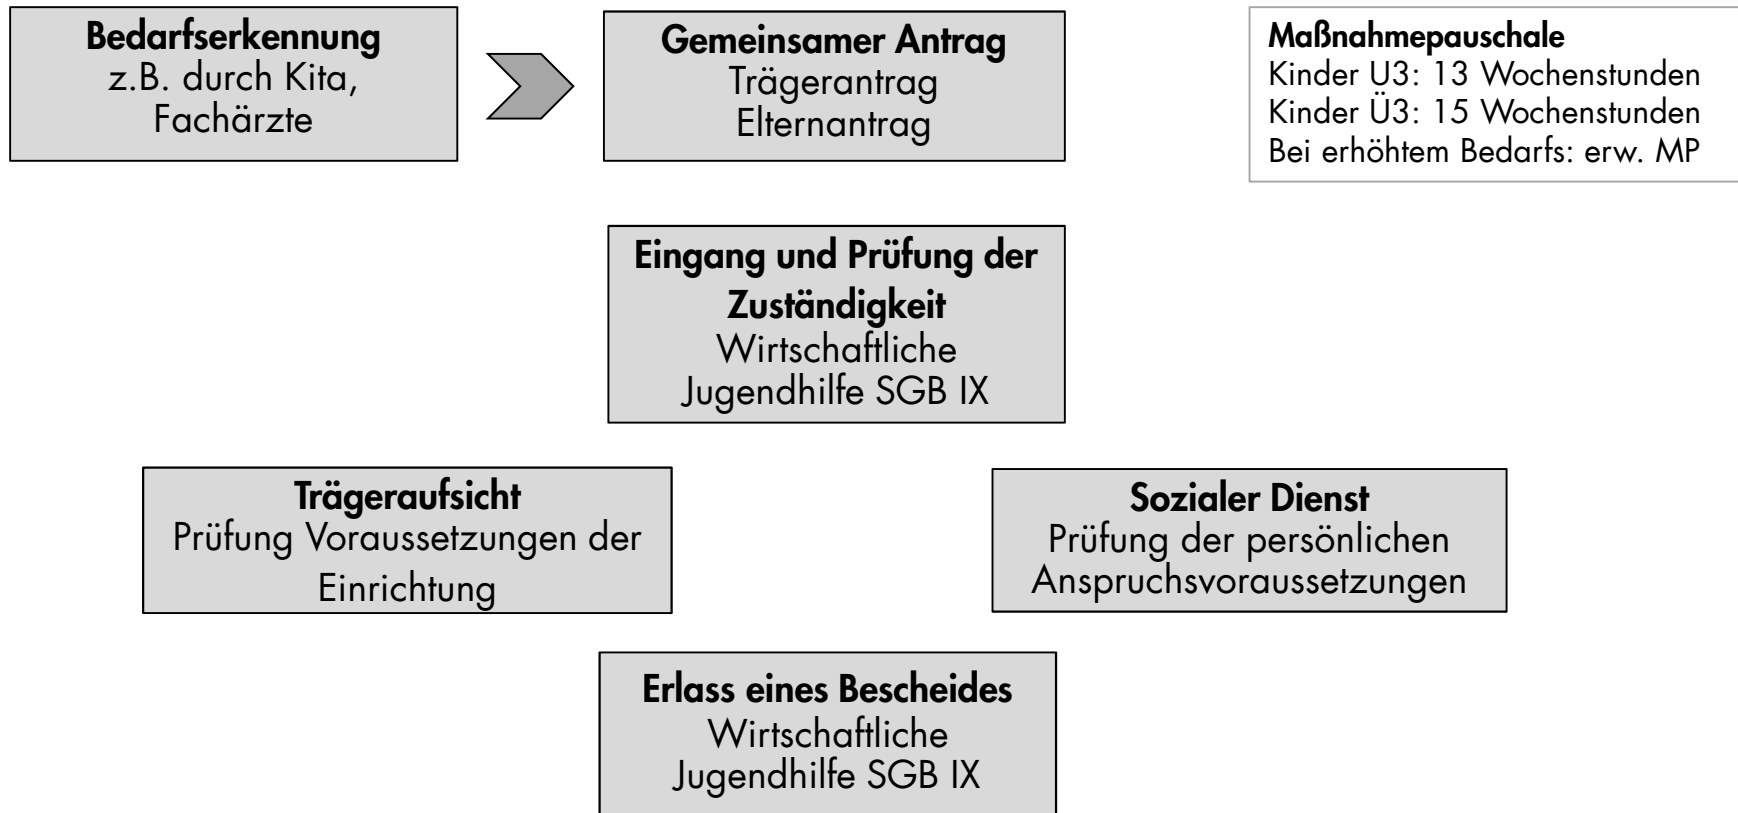 Bedarfserkennung
z.B. durch Kita,
Fachärzte
Gemeinsamer Antrag
Trägerantrag
Elternantrag
Maßnahmepauschale
Kinder U3: 13 Wochenstunden
Kinder Ü3: 15 Wochenstunden
Bei erhöhtem Bedarfs: erw. MP
Eingang und Prüfung der
Zuständigkeit
Wirtschaftliche
Jugendhilfe SGB IX
Trägeraufsicht
Prüfung Voraussetzungen der
Einrichtung
Sozialer Dienst
Prüfung der persönlichen
Anspruchsvoraussetzungen
Erlass eines Bescheides
Wirtschaftliche
Jugendhilfe SGB IX